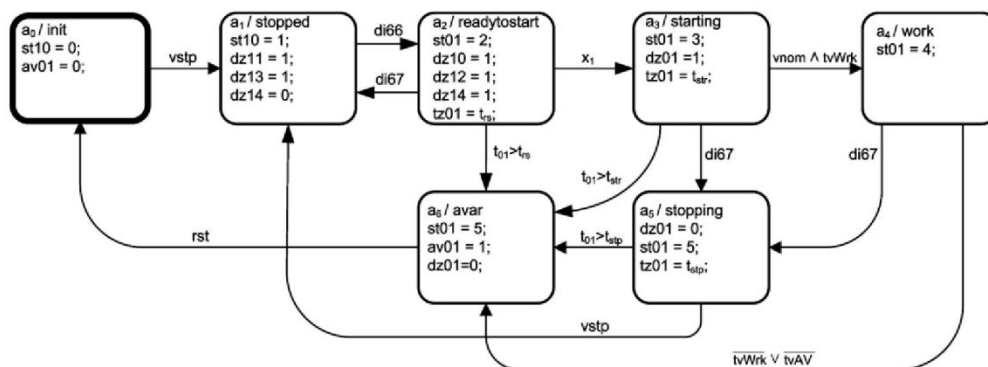 a₀ / init
st10 = 0;
av01 = 0;
vstp
a₁ / stopped
st10 = 1;
dz11 = 1;
dz13 = 1;
dz14 = 0;
di66
di67
a₂ / readytostart
st01 = 2;
dz10 = 1;
dz12 = 1;
dz14 = 1;
tz01 = tᵣₛ;
x₁
a₃ / starting
st01 = 3;
dz01 =1;
tz01 = tₛₜᵣ;
vnom ∧ tvWrk
a₄ / work
st01 = 4;
t₀₁>tᵣₛ
t₀₁>tₛₜᵣ
di67
di67
a₆ / avar
st01 = 5;
av01 = 1;
dz01=0;
t₀₁>tₛₜₚ
a₅ / stopping
dz01 = 0;
st01 = 5;
tz01 = tₛₜₚ;
rst
vstp
t̅v̅W̅r̅k̅ ∨ t̅v̅A̅V̅